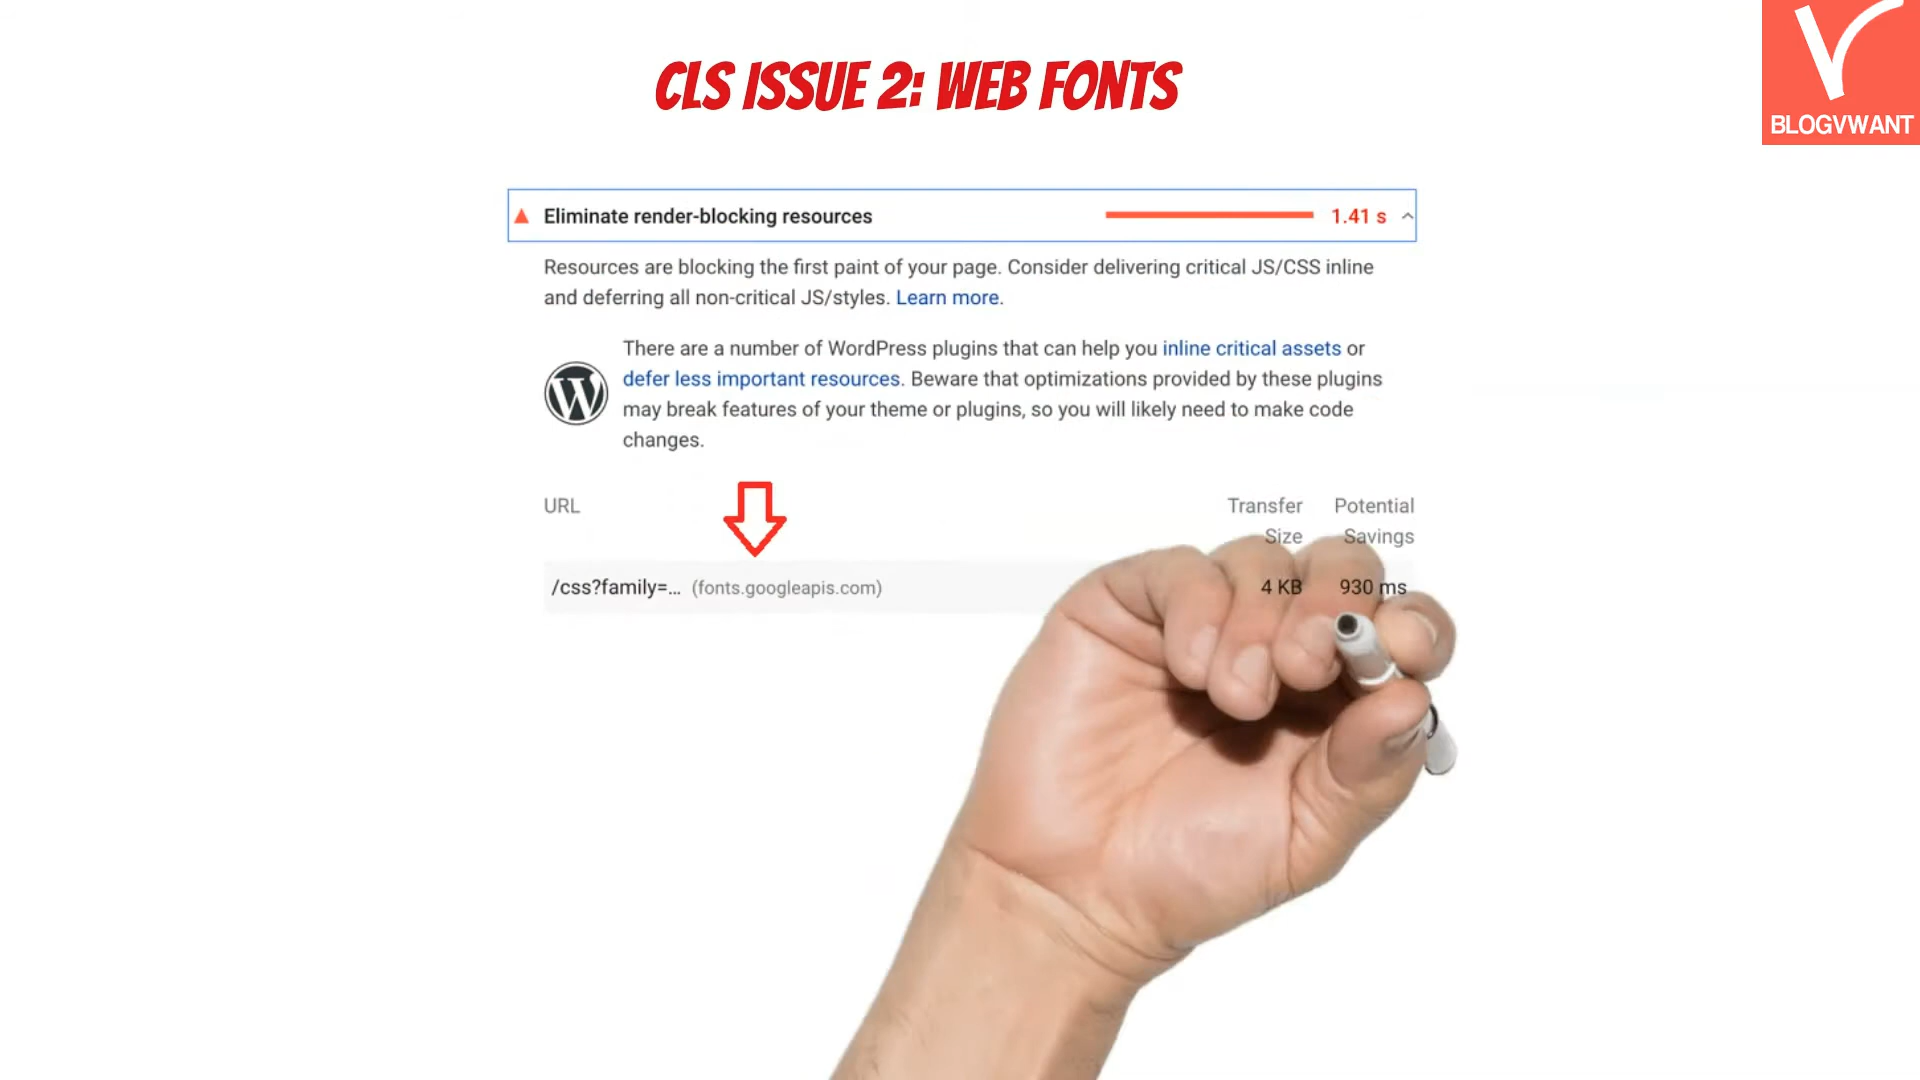 CLS ISSUE 2: WEB FONTS
BLOGVWANT
Eliminate render-blocking resources 1.41 s
Resources are blocking the first paint of your page. Consider delivering critical JS/CSS inline
and deferring all non-critical JS/styles. Learn more.
There are a number of WordPress plugins that can help you inline critical assets or
defer less important resources. Beware that optimizations provided by these plugins
may break features of your theme or plugins, so you will likely need to make code
changes.
URL Transfer Size Potential Savings
/css?family=... (fonts.googleapis.com) 4 KB 930 ms